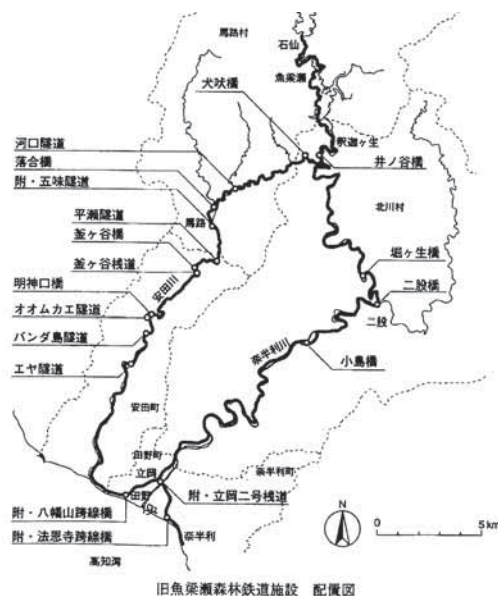 馬路村
石仙
魚梁瀬
犬吠橋
釈迦ヶ生
河口隧道
井ノ谷橋
落合橋
附・五味隧道
北川村
平瀬隧道
馬路
釜ヶ谷橋
堀ヶ生橋
釜ヶ谷桟道
安田川
二股橋
明神口橋
オオムカエ隧道
二股
バンダ島隧道
奈半利川
小島橋
エヤ隧道
安田町
田野町
奈半利町
立岡
田野
附・立岡二号桟道
附・八幡山跨線橋
附・法恩寺跨線橋
奈半利
高知湾
N
0
5 km
旧魚梁瀬森林鉄道施設 配置図